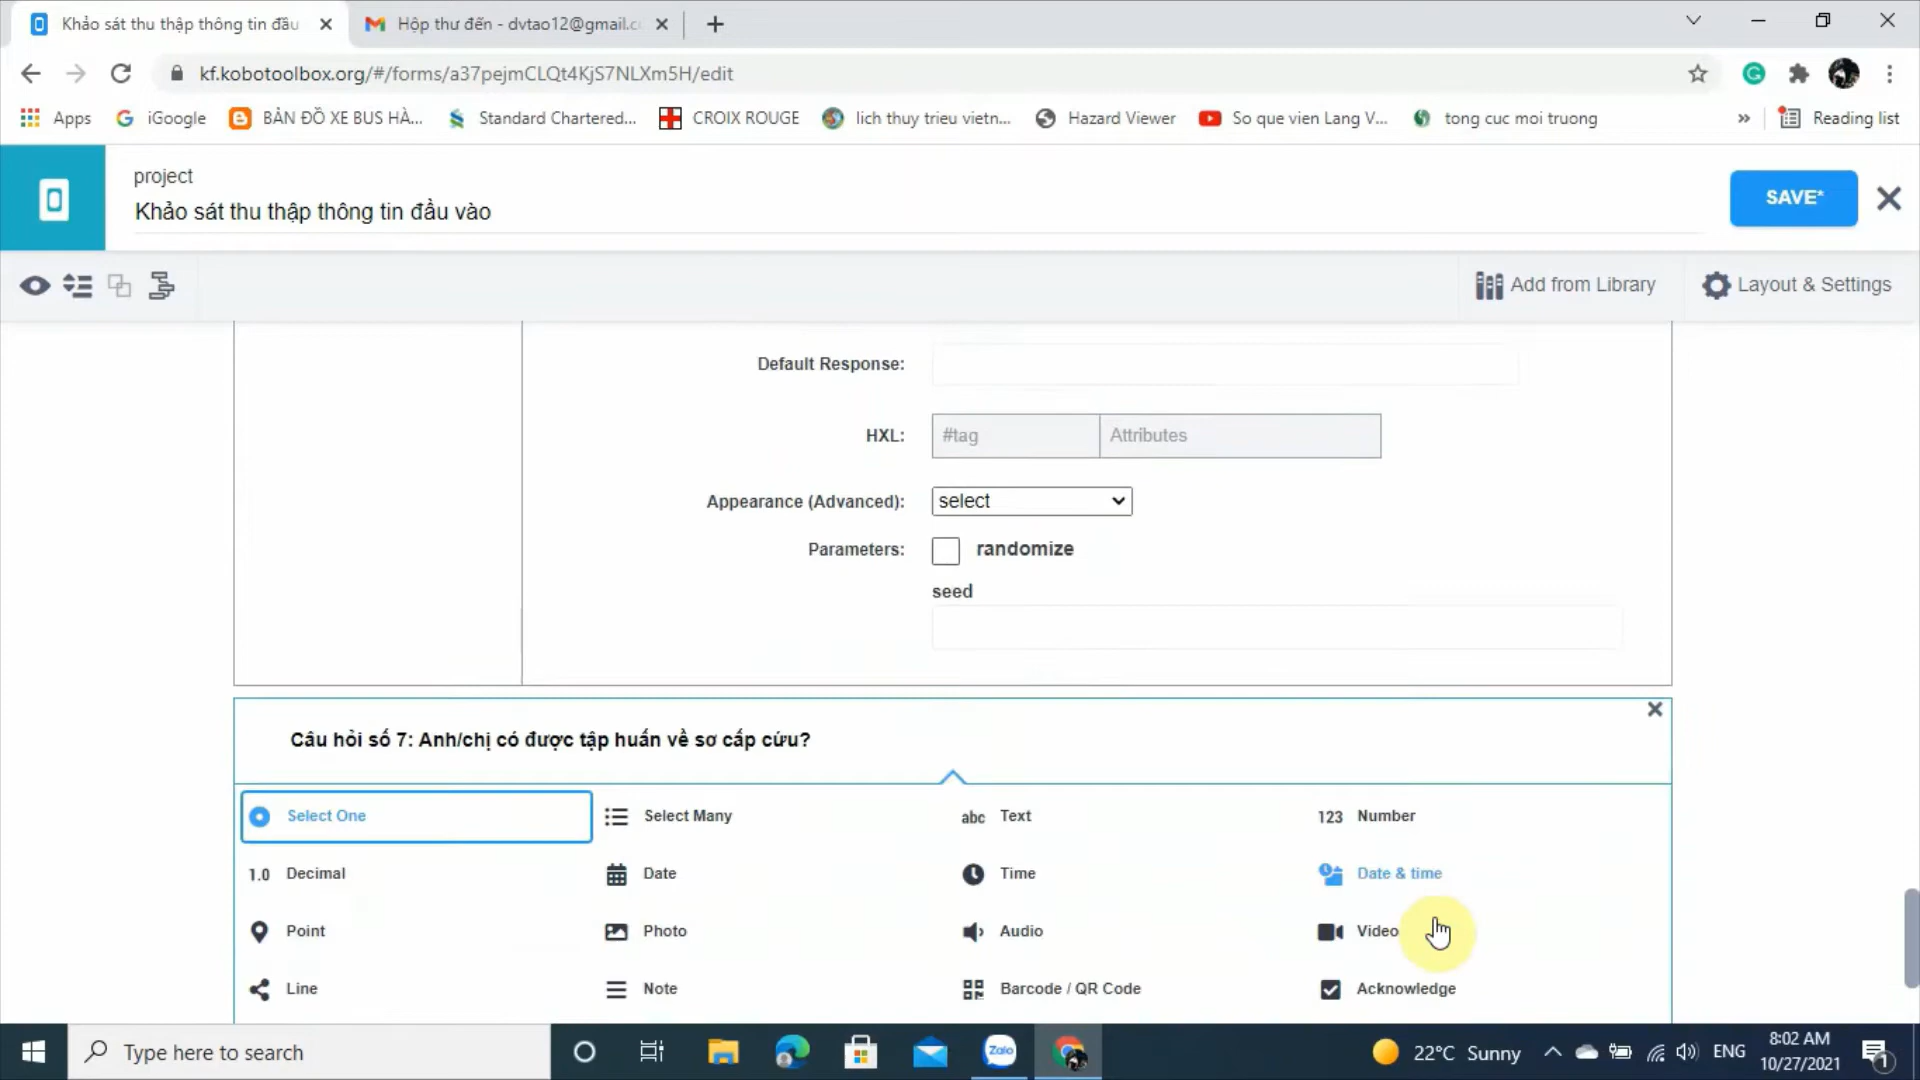 Khảo sát thu thập thông tin đầu
Hộp thư đến - dvtao12@gmail.c
kf.kobotoolbox.org/#/forms/a37pejmCLQt4KjS7NLXm5H/edit
Apps
iGoogle
BẢN ĐỒ XE BUS HÀ...
Standard Chartered...
CROIX ROUGE
lich thuy trieu vietn...
Hazard Viewer
So que vien Lang V...
tong cuc moi truong
»
Reading list
project
Khảo sát thu thập thông tin đầu vào
SAVE*
Add from Library
Layout & Settings
Default Response:
HXL:
#tag
Attributes
Appearance (Advanced):
select
Parameters:
randomize
seed
Câu hỏi số 7: Anh/chị có được tập huấn về sơ cấp cứu?
Select One
Select Many
abc Text
123 Number
1.0 Decimal
Date
Time
Date & time
Point
Photo
Audio
Video
Line
Note
Barcode / QR Code
Acknowledge
Type here to search
Zalo
22°C Sunny
ENG
8:02 AM
10/27/2021
1